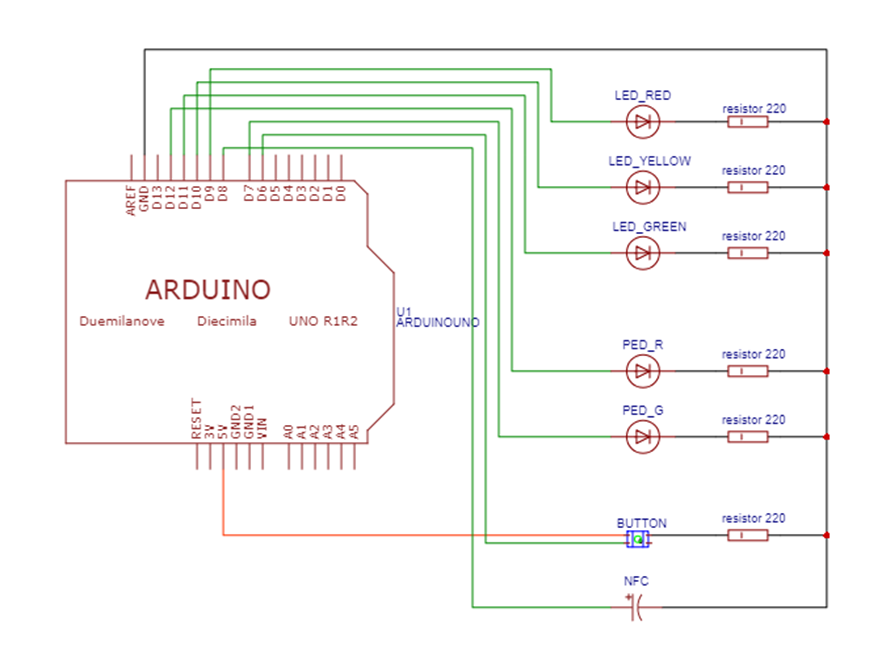 LED_RED
resistor 220
LED_YELLOW
resistor 220
AREF
GND
D13
D12
D11
D10
D9
D8
D7
D6
D5
D4
D3
D2
D1
D0
LED_GREEN
resistor 220
ARDUINO
Duemilanove Diecimila UNO R1R2
U1
ARDUINOUNO
PED_R
resistor 220
PED_G
resistor 220
RESET
3V
5V
GND2
GND1
VIN
A0
A1
A2
A3
A4
A5
BUTTON
resistor 220
NFC
+